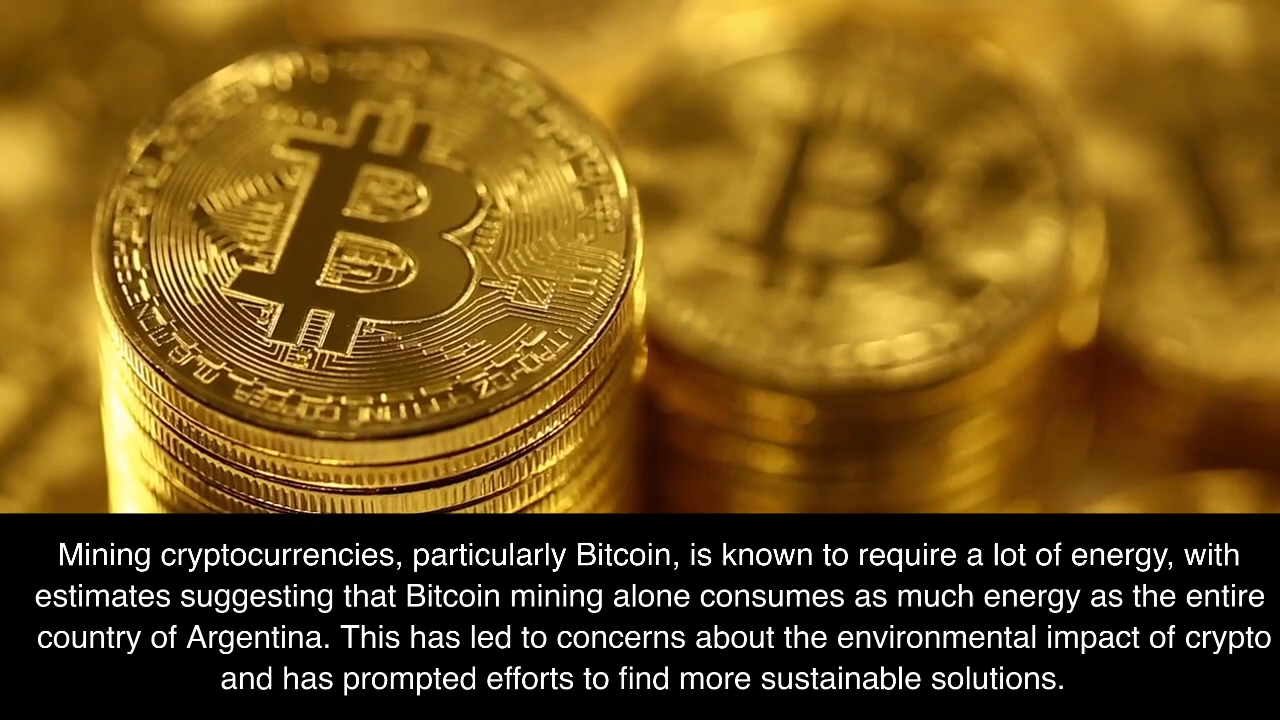 Mining cryptocurrencies, particularly Bitcoin, is known to require a lot of energy, with
estimates suggesting that Bitcoin mining alone consumes as much energy as the entire
country of Argentina. This has led to concerns about the environmental impact of crypto
and has prompted efforts to find more sustainable solutions.